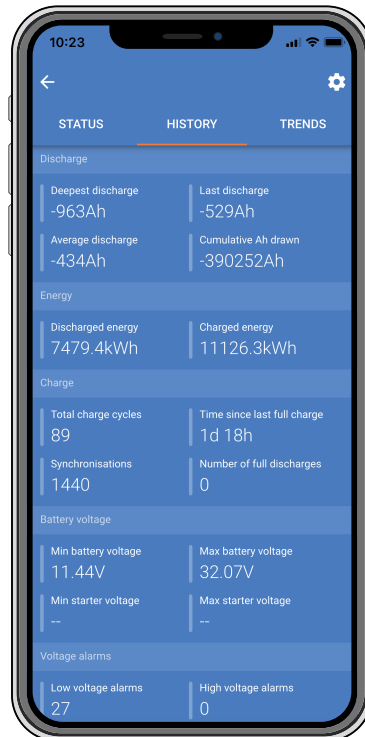 10:23
STATUS HISTORY TRENDS
Discharge
Deepest discharge Last discharge
-963Ah -529Ah
Average discharge Cumulative Ah drawn
-434Ah -390252Ah
Energy
Discharged energy Charged energy
7479.4kWh 11126.3kWh
Charge
Total charge cycles Time since last full charge
89 1d 18h
Synchronisations Number of full discharges
1440 0
Battery voltage
Min battery voltage Max battery voltage
11.44V 32.07V
Min starter voltage Max starter voltage
-- --
Voltage alarms
Low voltage alarms High voltage alarms
27 0